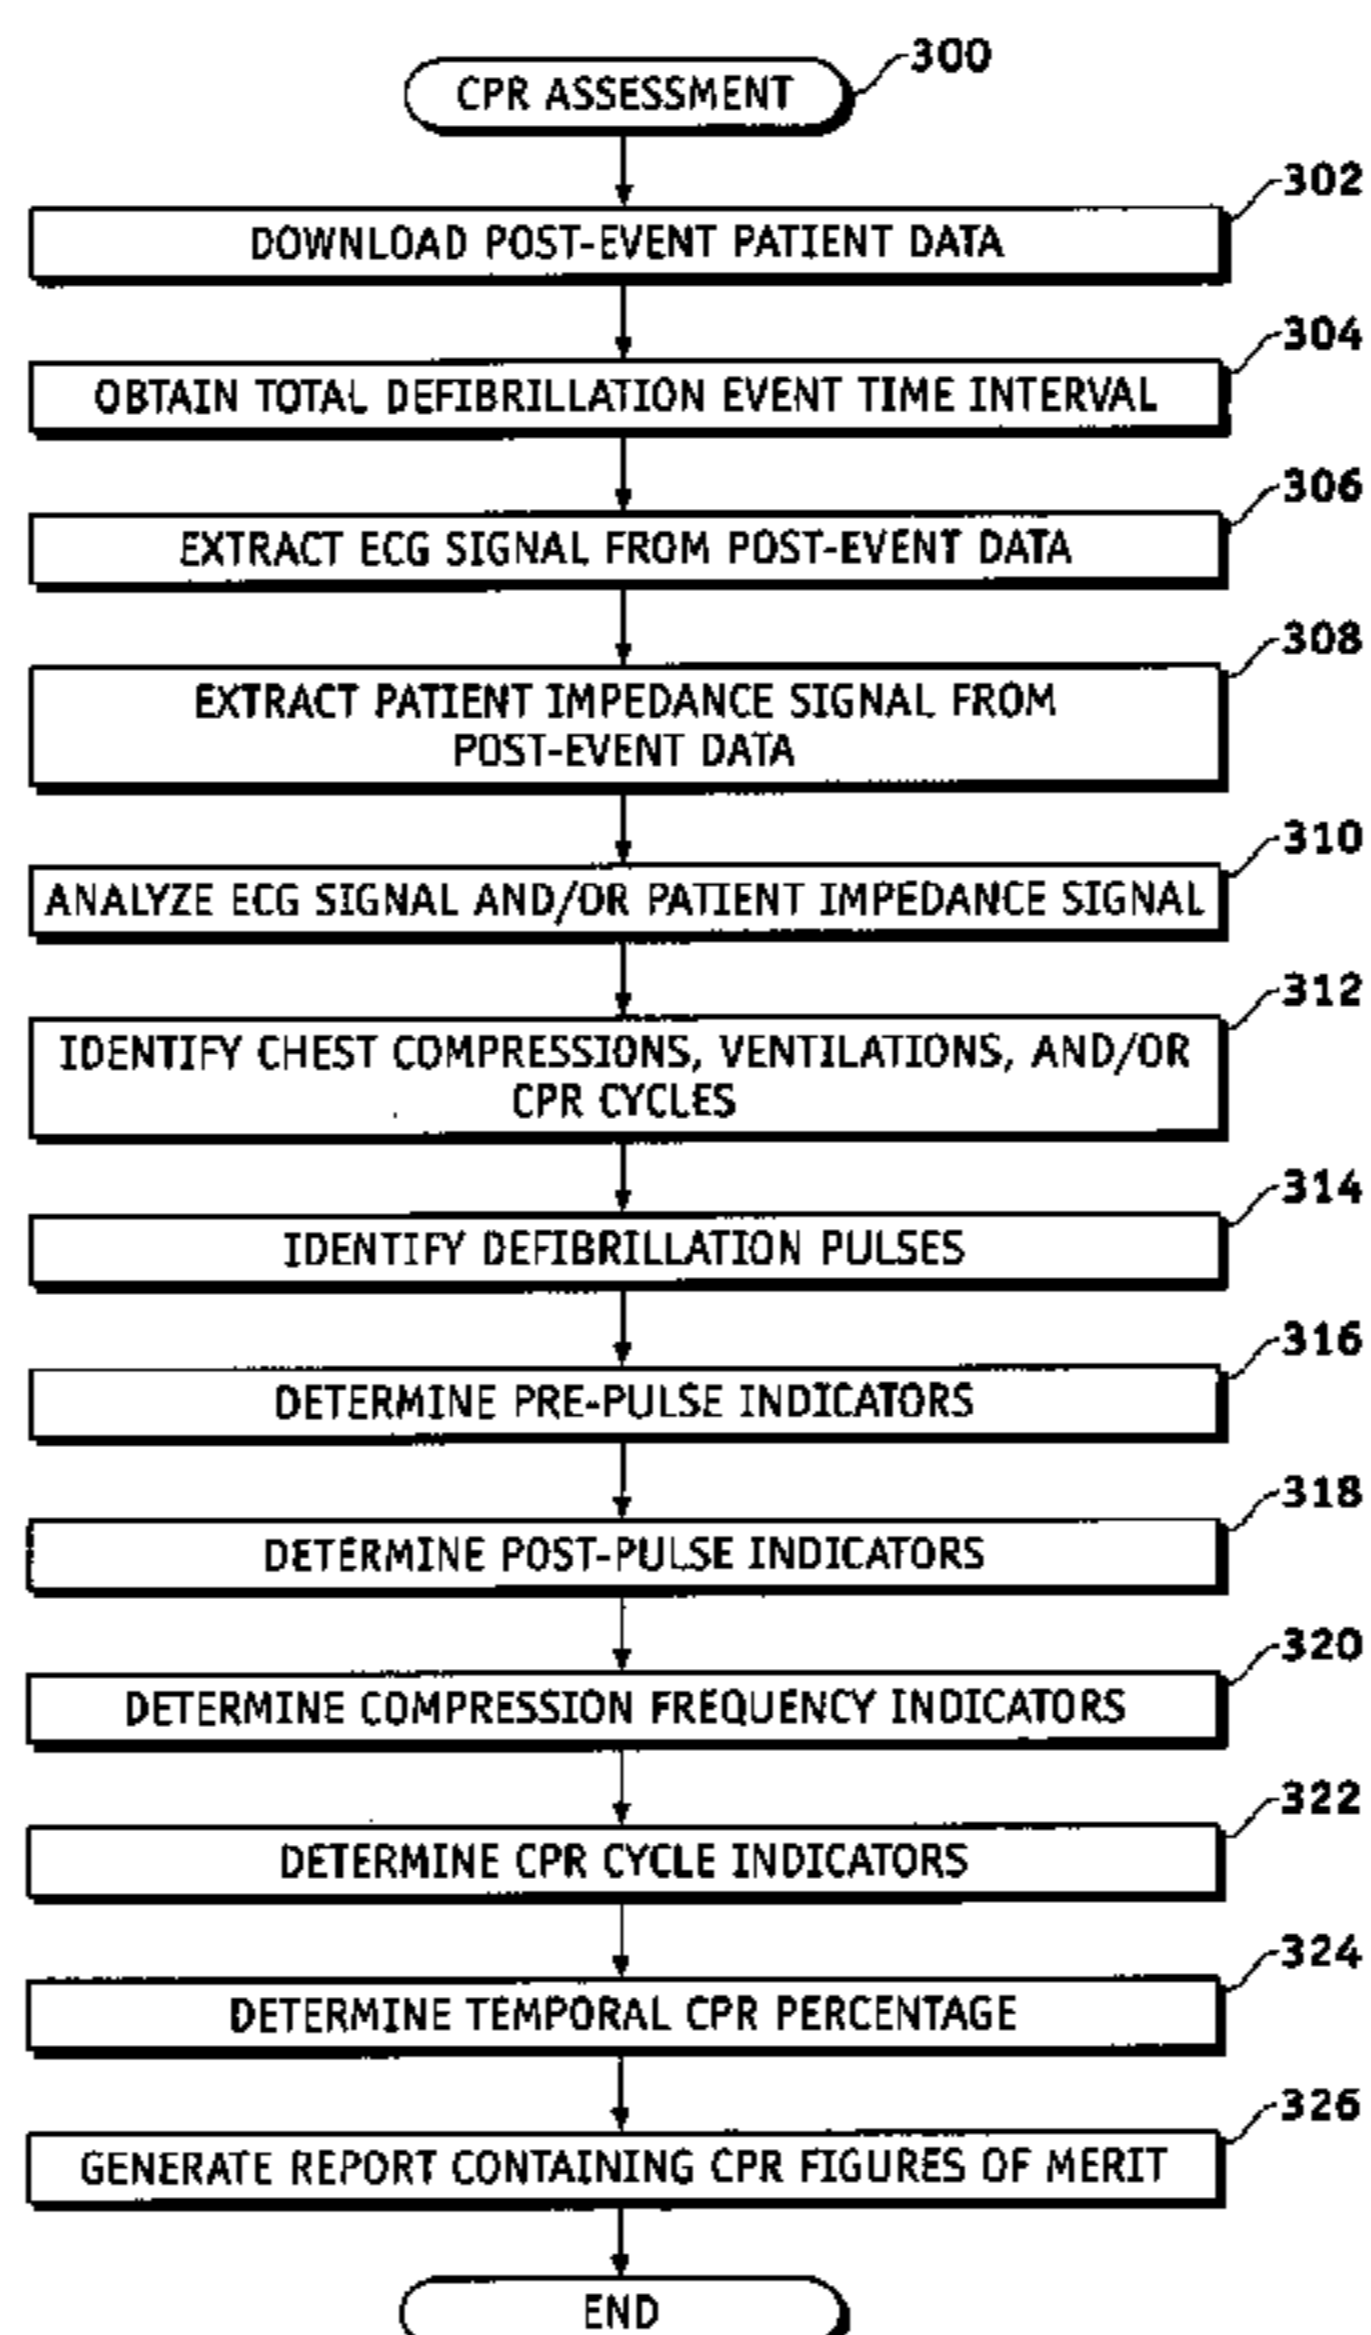 CPR ASSESSMENT
300
302
DOWNLOAD POST-EVENT PATIENT DATA
304
OBTAIN TOTAL DEFIBRILLATION EVENT TIME INTERVAL
306
EXTRACT ECG SIGNAL FROM POST-EVENT DATA
308
EXTRACT PATIENT IMPEDANCE SIGNAL FROM
POST-EVENT DATA
310
ANALYZE ECG SIGNAL AND/OR PATIENT IMPEDANCE SIGNAL
312
IDENTIFY CHEST COMPRESSIONS, VENTILATIONS, AND/OR
CPR CYCLES
314
IDENTIFY DEFIBRILLATION PULSES
316
DETERMINE PRE-PULSE INDICATORS
318
DETERMINE POST-PULSE INDICATORS
320
DETERMINE COMPRESSION FREQUENCY INDICATORS
322
DETERMINE CPR CYCLE INDICATORS
324
DETERMINE TEMPORAL CPR PERCENTAGE
326
GENERATE REPORT CONTAINING CPR FIGURES OF MERIT
END